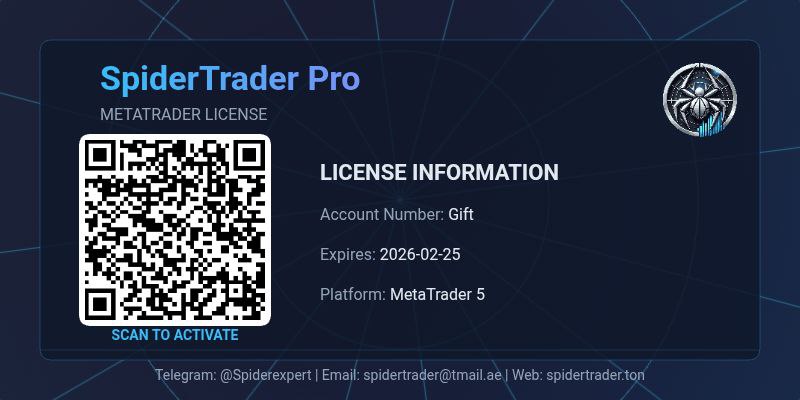 SpiderTrader Pro
METATRADER LICENSE
LICENSE INFORMATION
Account Number: Gift
Expires: 2026-02-25
Platform: MetaTrader 5
SCAN TO ACTIVATE
Telegram: @Spiderexpert | Email: spidertrader@tmail.ae | Web: spidertrader.ton